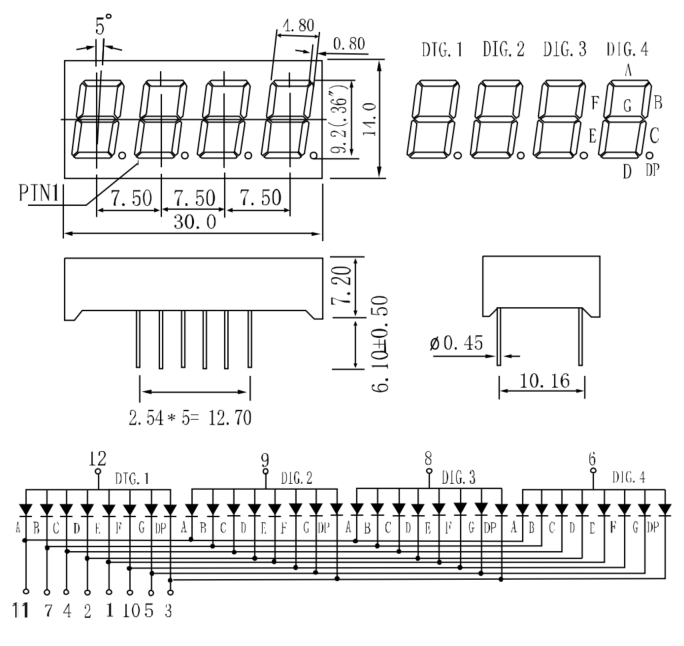 5°
4.80
0.80
DIG.1 DIG.2 DIG.3 DIG.4
A
F G B
E C
D DP
9.2(.36")
14.0
PIN1
7.50 7.50 7.50
30.0
7.20
6.10±0.50
Ø0.45
10.16
2.54*5= 12.70
12 9 8 6
DIG.1 DIG.2 DIG.3 DIG.4
A B C D E F G DP A B C D E F G DP A B C D E F G DP A B C D E F G DP
11 7 4 2 1 10 5 3